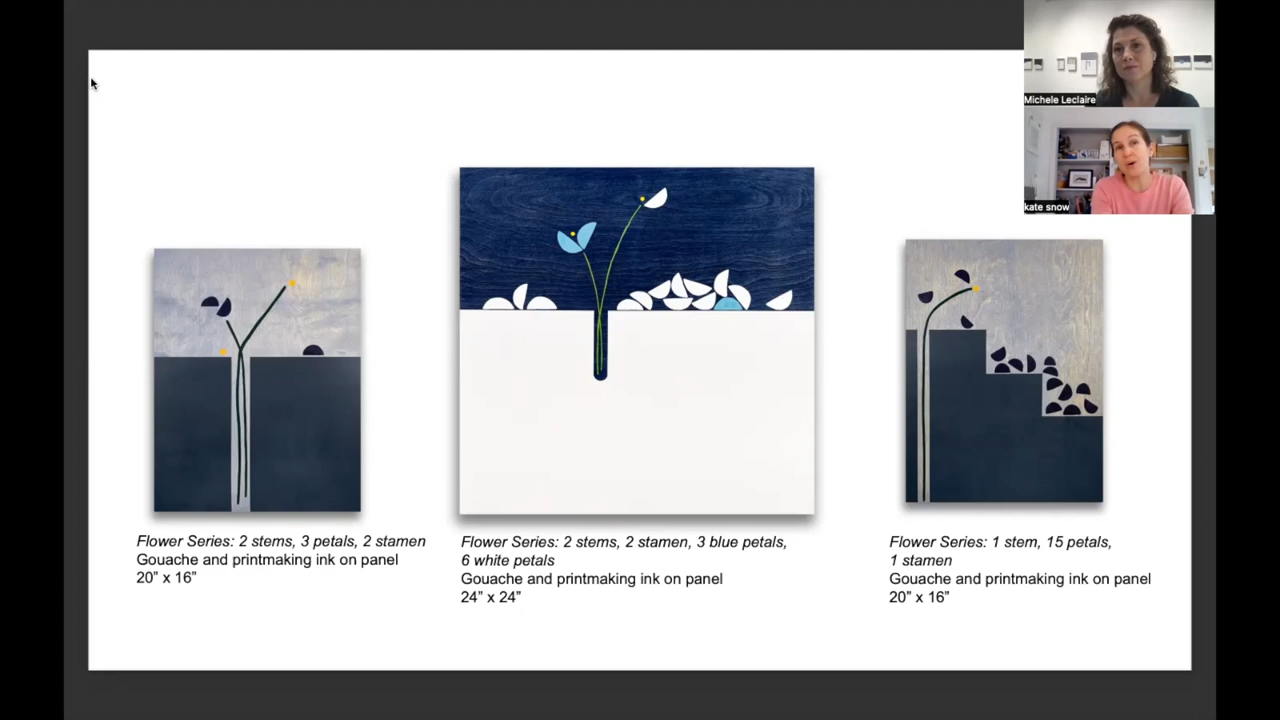 Michele Leclaire
kate snow
Flower Series: 2 stems, 3 petals, 2 stamen
Gouache and printmaking ink on panel
20” x 16”
Flower Series: 2 stems, 2 stamen, 3 blue petals,
6 white petals
Gouache and printmaking ink on panel
24” x 24”
Flower Series: 1 stem, 15 petals,
1 stamen
Gouache and printmaking ink on panel
20” x 16”